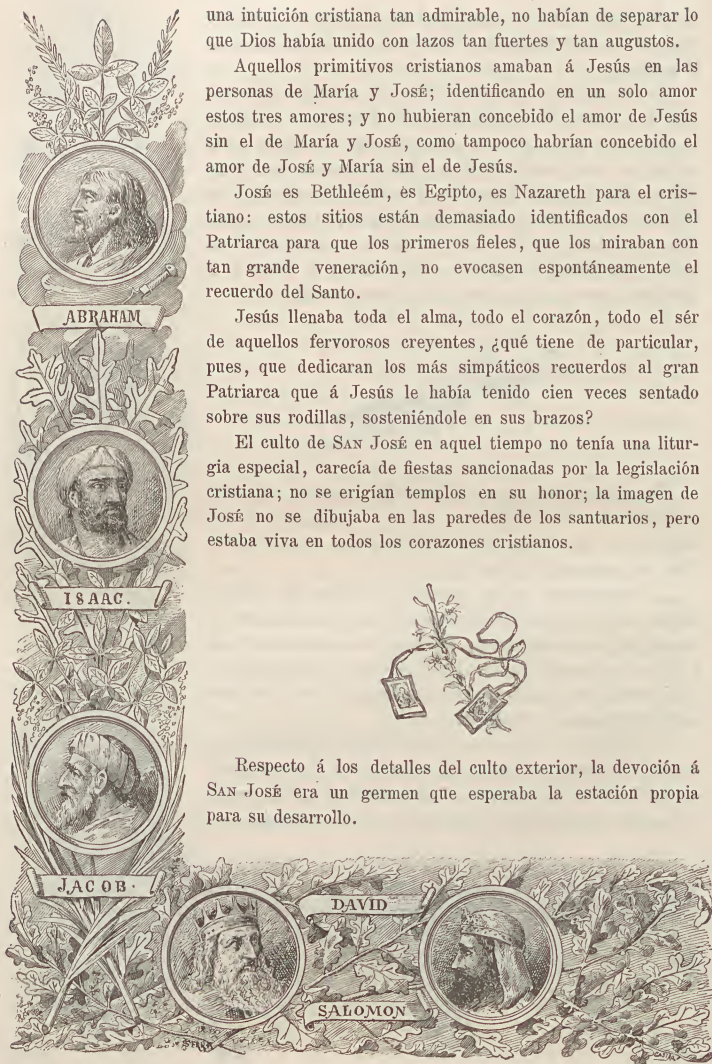 una intuición cristiana tan admirable, no habían de separar lo
que Dios había unido con lazos tan fuertes y tan augustos.
Aquellos primitivos cristianos amaban á Jesús en las
personas de María y José; identificando en un solo amor
estos tres amores; y no hubieran concebido el amor de Jesús
sin el de María y José, como tampoco habrían concebido el
amor de José y María sin el de Jesús.
José es Bethleém, es Egipto, es Nazareth para el cris-
tiano: estos sitios están demasiado identificados con el
Patriarca para que los primeros fieles, que los miraban con
tan grande veneración, no evocasen espontáneamente el
recuerdo del Santo.
Jesús llenaba toda el alma, todo el corazón, todo el sér
de aquellos fervorosos creyentes, ¿qué tiene de particular,
pues, que dedicaran los más simpáticos recuerdos al gran
Patriarca que á Jesús le había tenido cien veces sentado
sobre sus rodillas, sosteniéndole en sus brazos?
El culto de SAN JOSÉ en aquel tiempo no tenía una litur-
gia especial, carecía de fiestas sancionadas por la legislación
cristiana; no se erigían templos en su honor; la imagen de
JOSÉ no se dibujaba en las paredes de los santuarios, pero
estaba viva en todos los corazones cristianos.
Respecto á los detalles del culto exterior, la devoción á
SAN JOSÉ era un germen que esperaba la estación propia
para su desarrollo.
ABRAHAM
ISAAC.
JACOB.
DAVID
SALOMON